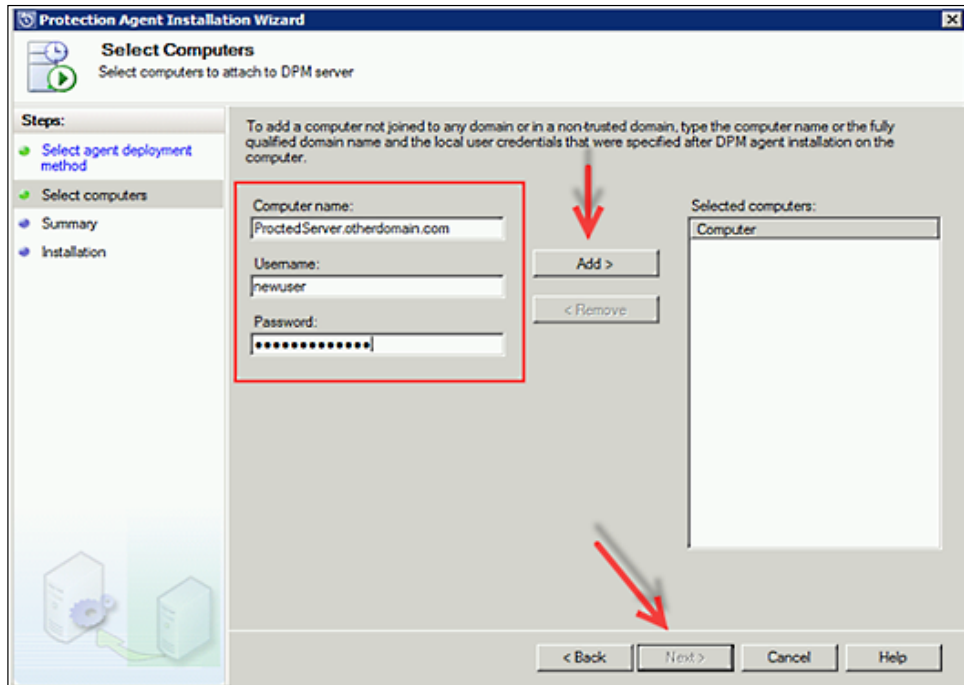 Protection Agent Installation Wizard
Select Computers
Select computers to attach to DPM server
Steps:
Select agent deployment
method
Select computers
Summary
Installation
To add a computer not joined to any domain or in a non-trusted domain, type the computer name or the fully
qualified domain name and the local user credentials that were specified after DPM agent installation on the
computer.
Computer name:
ProctedServer.otherdomain.com
Username:
newuser
Password:
●●●●●●●●●●●●●
Add >
< Remove
Selected computers:
Computer
< Back
Next >
Cancel
Help